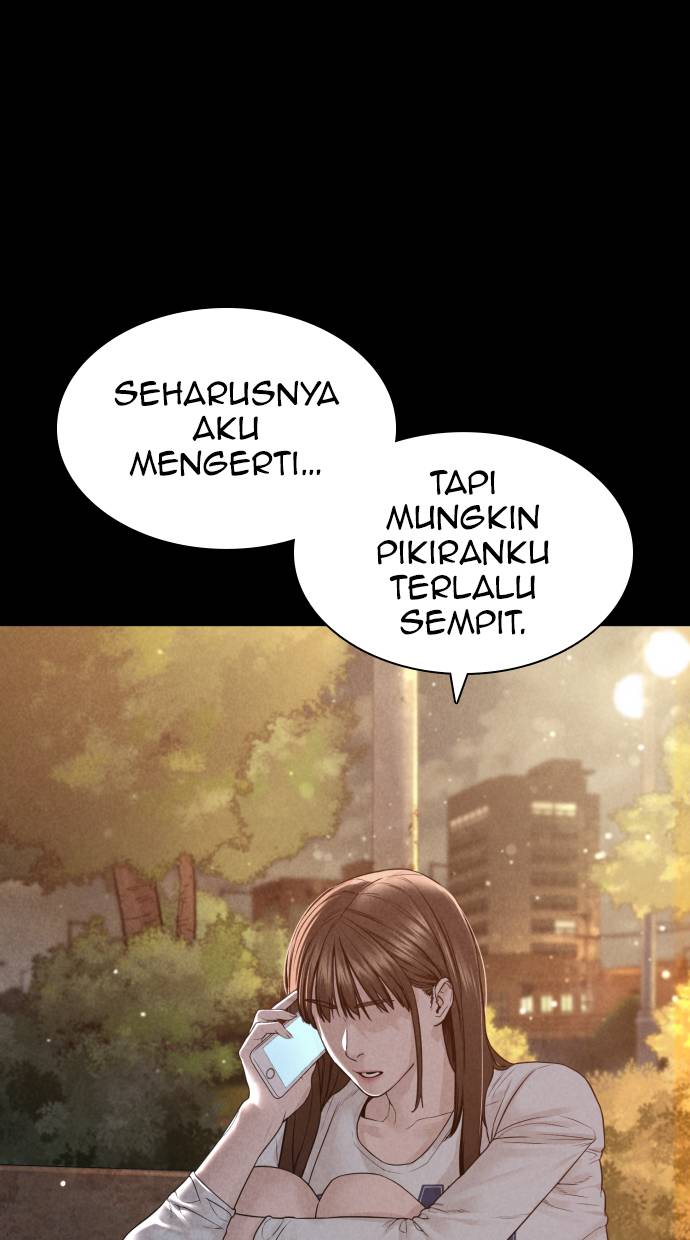 SEHARUSNYA
AKU
MENGERTI...
TAPI
MUNGKIN
PIKIRANKU
TERLALU
SEMPIT.